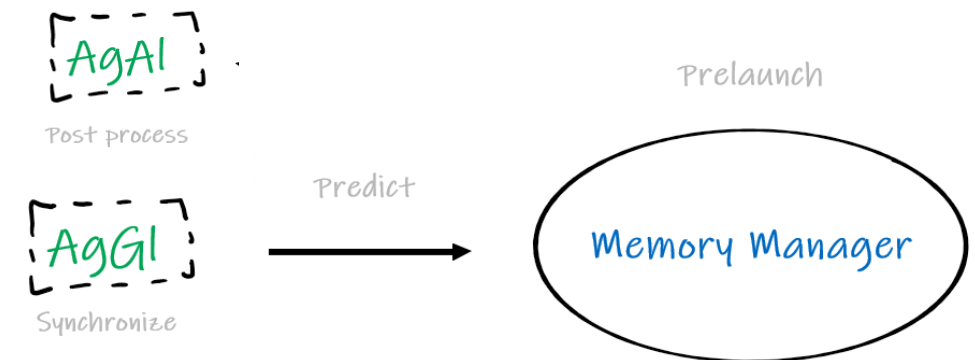 AgAl
Prelaunch
Post process
Predict
AgGl
Memory Manager
Synchronize